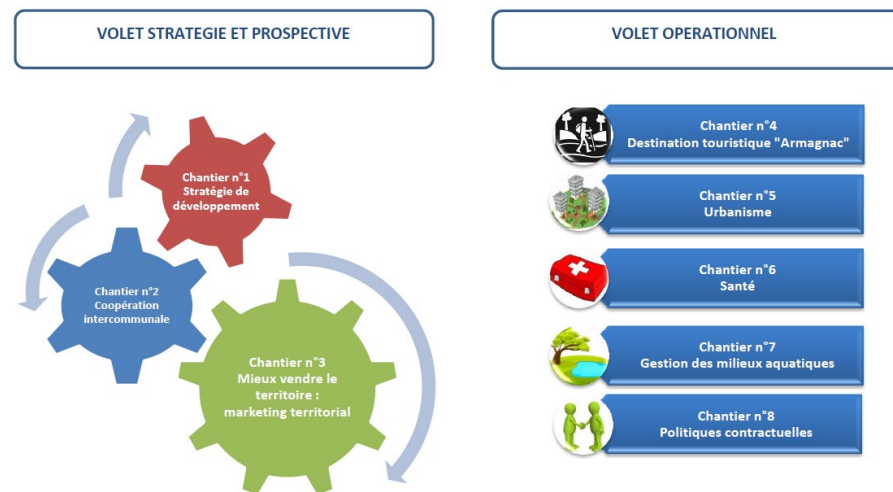 VOLET STRATEGIE ET PROSPECTIVE
Chantier n°1
Stratégie de
développement
Chantier n°2
Coopération
intercommunale
Chantier n°3
Mieux vendre le
territoire :
marketing territorial
VOLET OPERATIONNEL
Chantier n°4
Destination touristique "Armagnac"
Chantier n°5
Urbanisme
Chantier n°6
Santé
Chantier n°7
Gestion des milieux aquatiques
Chantier n°8
Politiques contractuelles